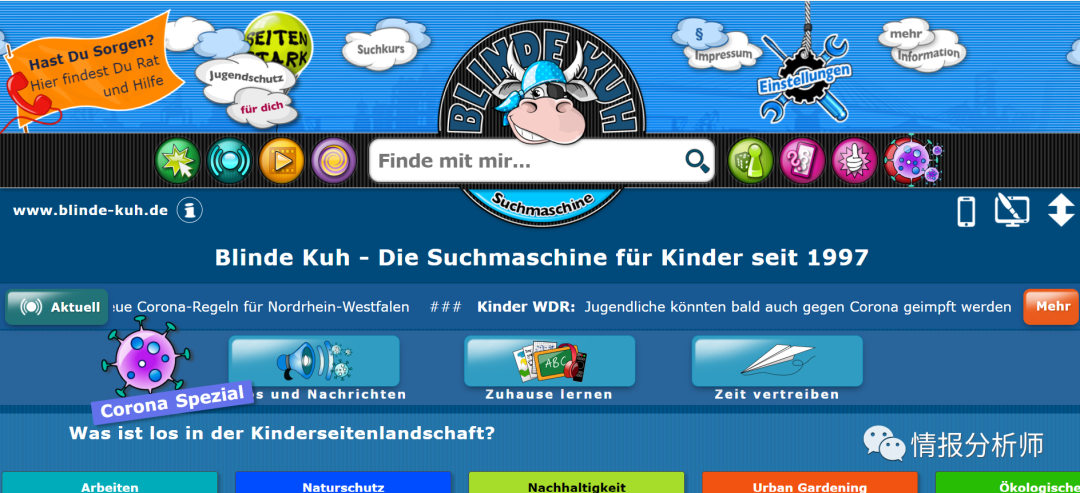 Hast Du Sorgen?
Hier findest Du Rat
und Hilfe
SEITEN
STARK
Jugendschutz
für dich
Suchkurs
BLINDE KUH
§
Impressum
Einstellungen
mehr
Information
Finde mit mir...
Suchmaschine
www.blinde-kuh.de
Blinde Kuh - Die Suchmaschine für Kinder seit 1997
Aktuell
ue Corona-Regeln für Nordrhein-Westfalen ### Kinder WDR: Jugendliche könnten bald auch gegen Corona geimpft werden
Mehr
ABC
Corona Spezial
s und Nachrichten
Zuhause lernen
Zeit vertreiben
Was ist los in der Kinderseitenlandschaft?
情报分析师
Arbeiten
Naturschutz
Nachhaltigkeit
Urban Gardening
Ökologische